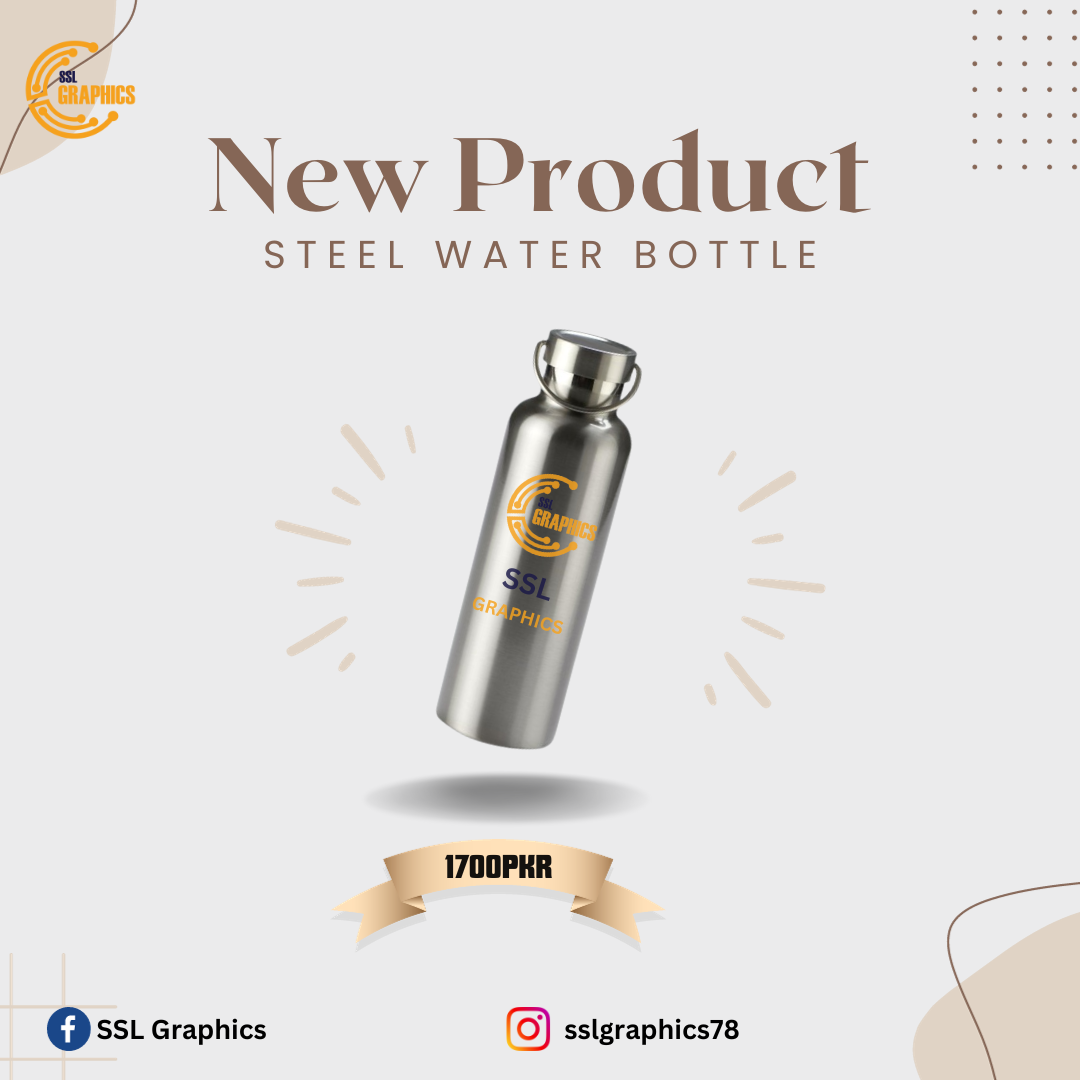 SSL
GRAPHICS
New Product
STEEL WATER BOTTLE
SSL
GRAPHICS
SSL
GRAPHICS
1700PKR
SSL Graphics
sslgraphics78